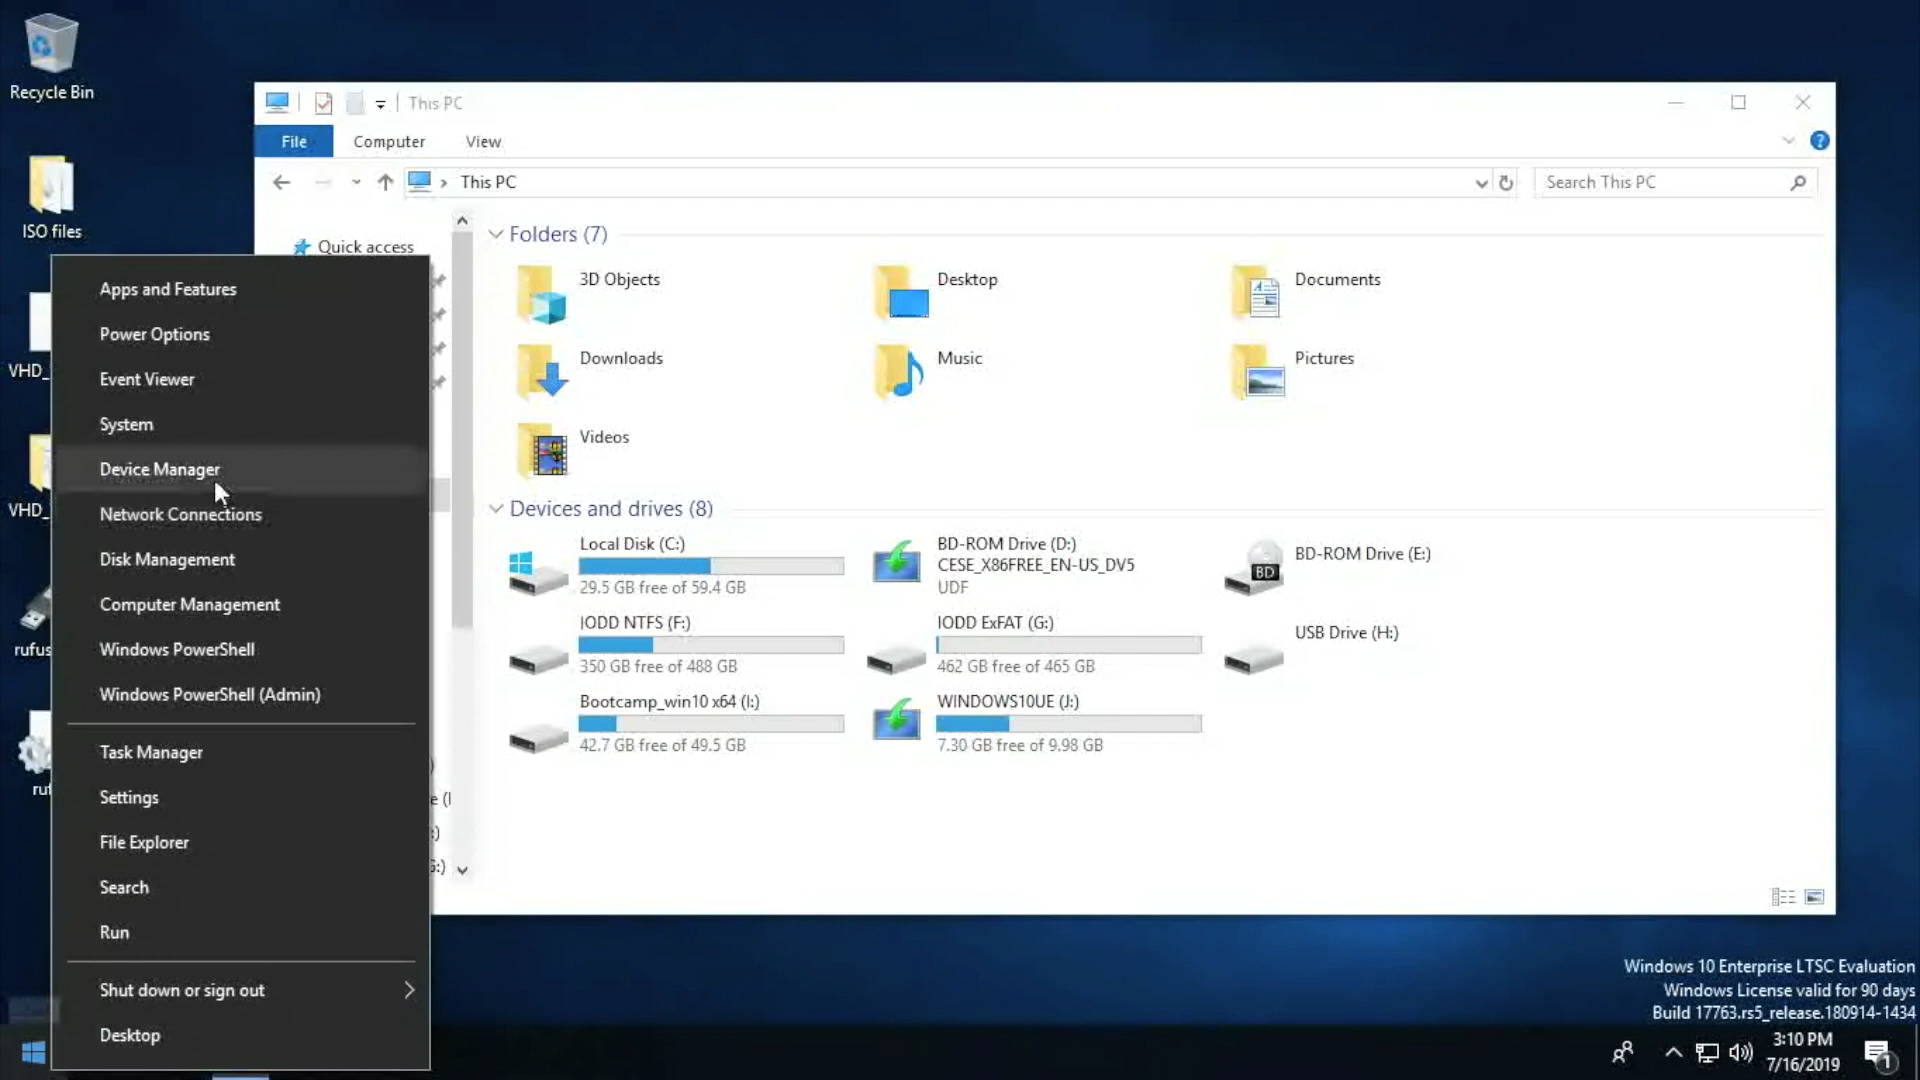 Recycle Bin
ISO files
VHD_
VHD_
rufus
ruf
This PC
File
Computer
View
This PC
Search This PC
Quick access
Folders (7)
3D Objects
Desktop
Documents
Downloads
Music
Pictures
Videos
Devices and drives (8)
Local Disk (C:)
29.5 GB free of 59.4 GB
BD-ROM Drive (D:)
CESE_X86FREE_EN-US_DV5
UDF
BD
BD-ROM Drive (E:)
IODD NTFS (F:)
350 GB free of 488 GB
IODD ExFAT (G:)
462 GB free of 465 GB
USB Drive (H:)
Bootcamp_win10 x64 (I:)
42.7 GB free of 49.5 GB
WINDOWS10UE (J:)
7.30 GB free of 9.98 GB
Apps and Features
Power Options
Event Viewer
System
Device Manager
Network Connections
Disk Management
Computer Management
Windows PowerShell
Windows PowerShell (Admin)
Task Manager
Settings
File Explorer
Search
Run
Shut down or sign out
Desktop
Windows 10 Enterprise LTSC Evaluation
Windows License valid for 90 days
Build 17763.rs5_release.180914-1434
3:10 PM
7/16/2019
1